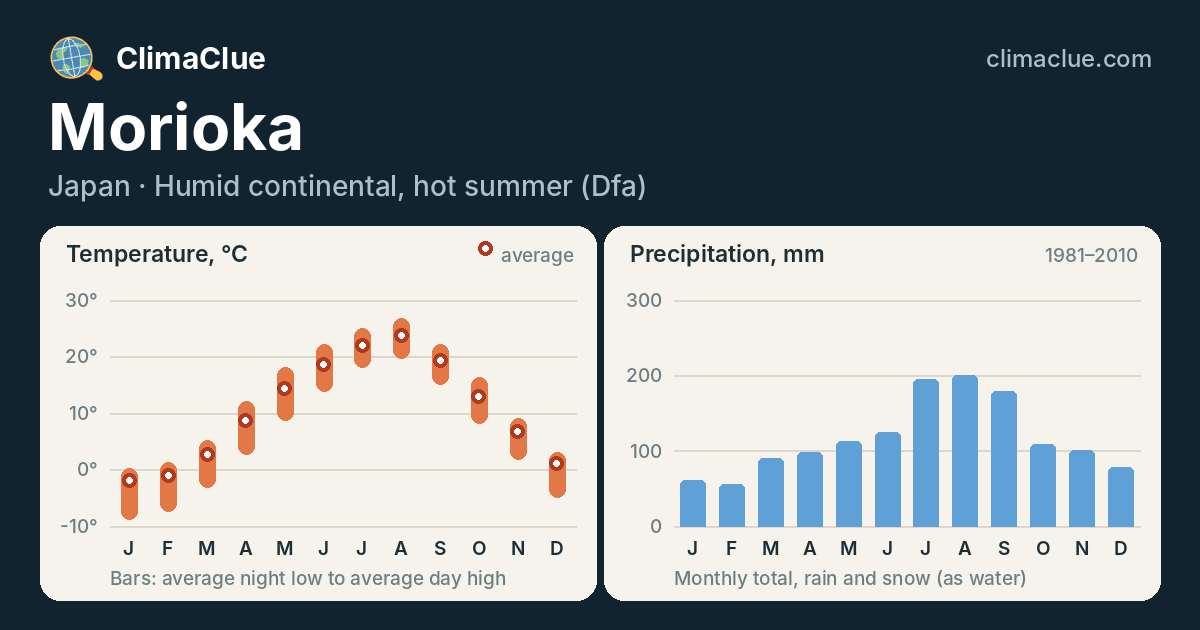 ClimaClue
climaclue.com
Morioka
Japan · Humid continental, hot summer (Dfa)
Temperature, °C
average
30°
20°
10°
0°
-10°
J F M A M J J A S O N D
Bars: average night low to average day high
Precipitation, mm
1981–2010
300
200
100
0
J F M A M J J A S O N D
Monthly total, rain and snow (as water)